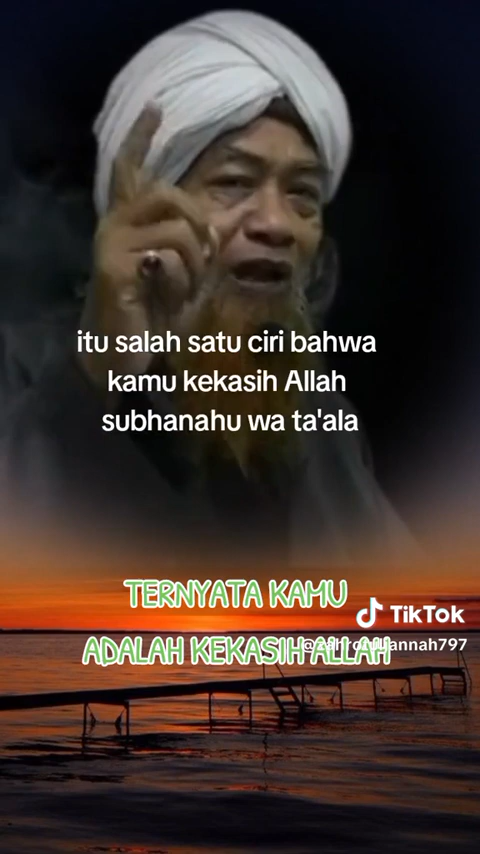 itu salah satu ciri bahwa
kamu kekasih Allah
subhanahu wa ta'ala
TERNYATA KAMU
TikTok
ADALAH KEKASIH ALLAH